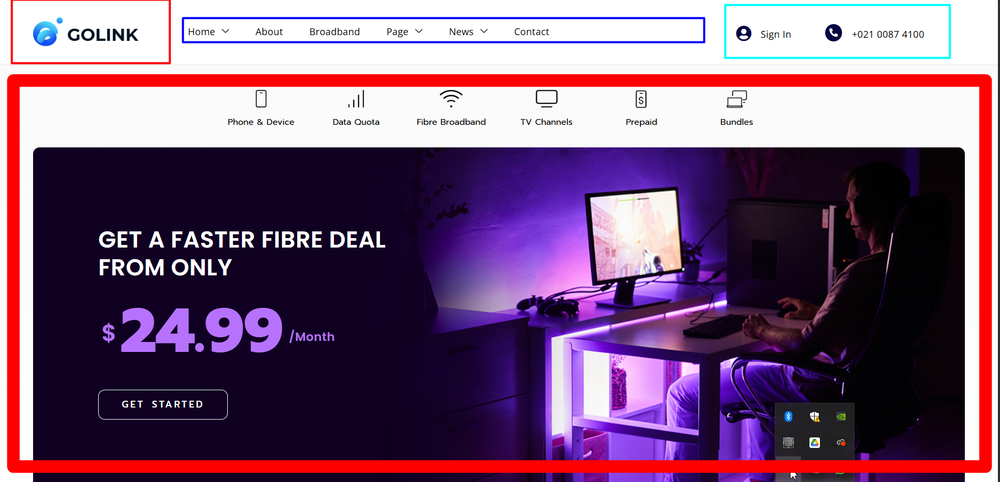 GOLINK
Home About Broadband Page News Contact
Sign In +021 0087 4100
Phone & Device Data Quota Fibre Broadband TV Channels Prepaid Bundles
GET A FASTER FIBRE DEAL
FROM ONLY
$24.99 /Month
GET STARTED